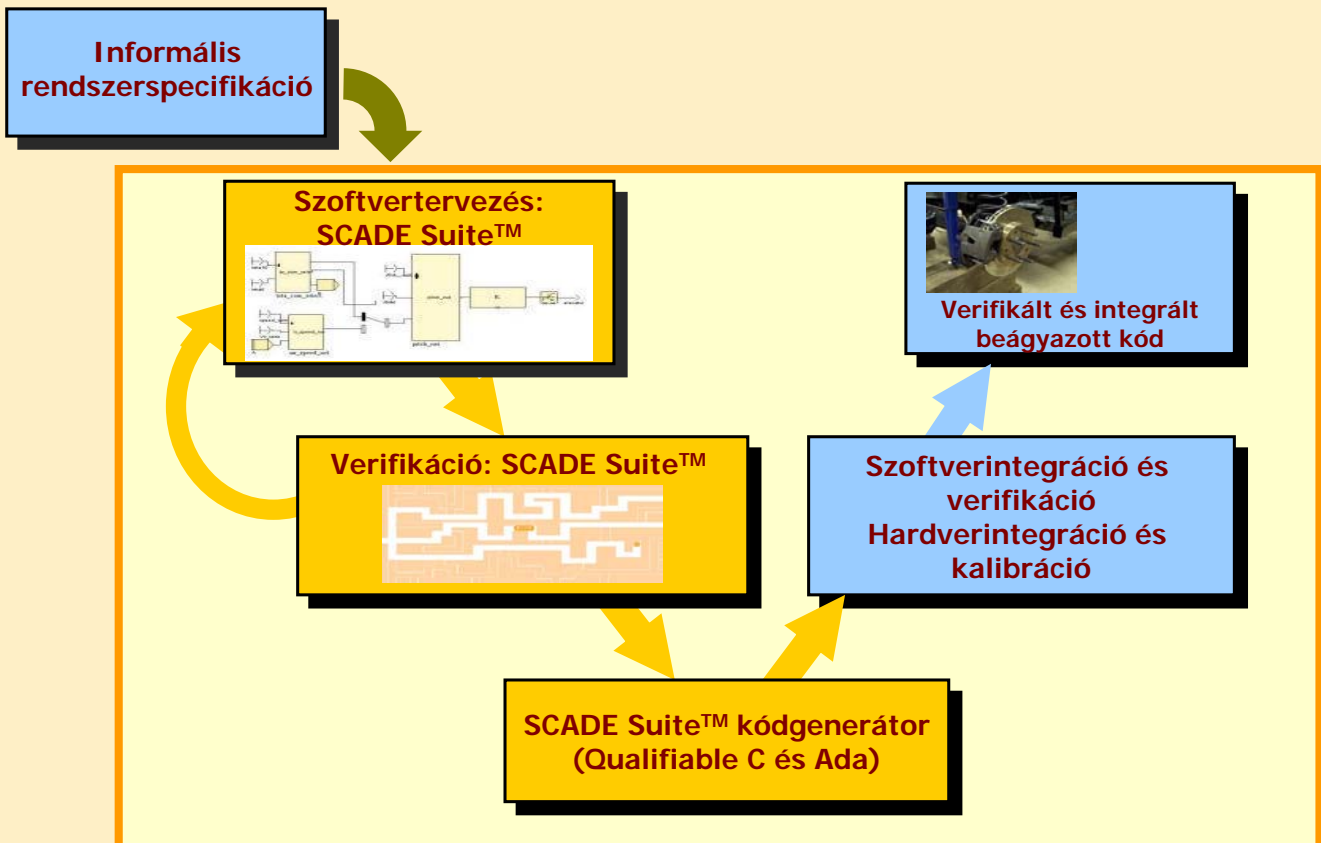 Informális
rendszerspecifikáció
Szoftvertervezés:
SCADE Suite™
Verifikált és integrált
beágyazott kód
Verifikáció: SCADE Suite™
Szoftverintegráció és
verifikáció
Hardverintegráció és
kalibráció
SCADE Suite™ kódgenerátor
(Qualifiable C és Ada)